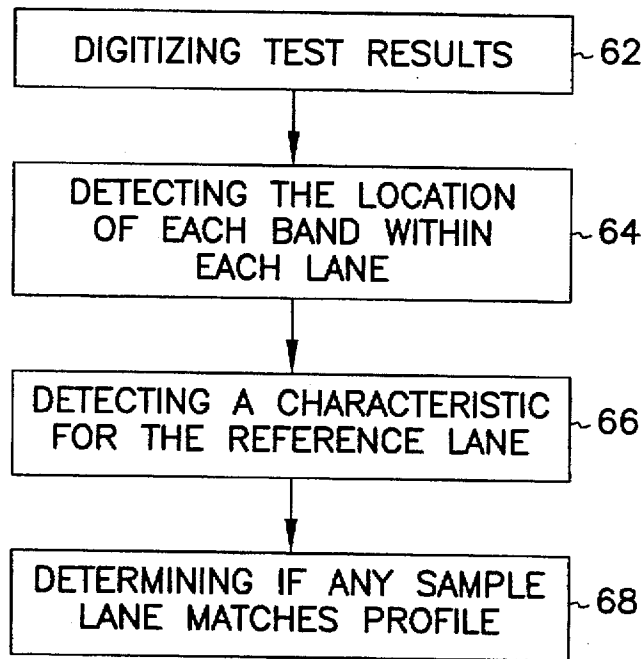 DIGITIZING TEST RESULTS
62
DETECTING THE LOCATION
OF EACH BAND WITHIN
EACH LANE
64
DETECTING A CHARACTERISTIC
FOR THE REFERENCE LANE
66
DETERMINING IF ANY SAMPLE
LANE MATCHES PROFILE
68